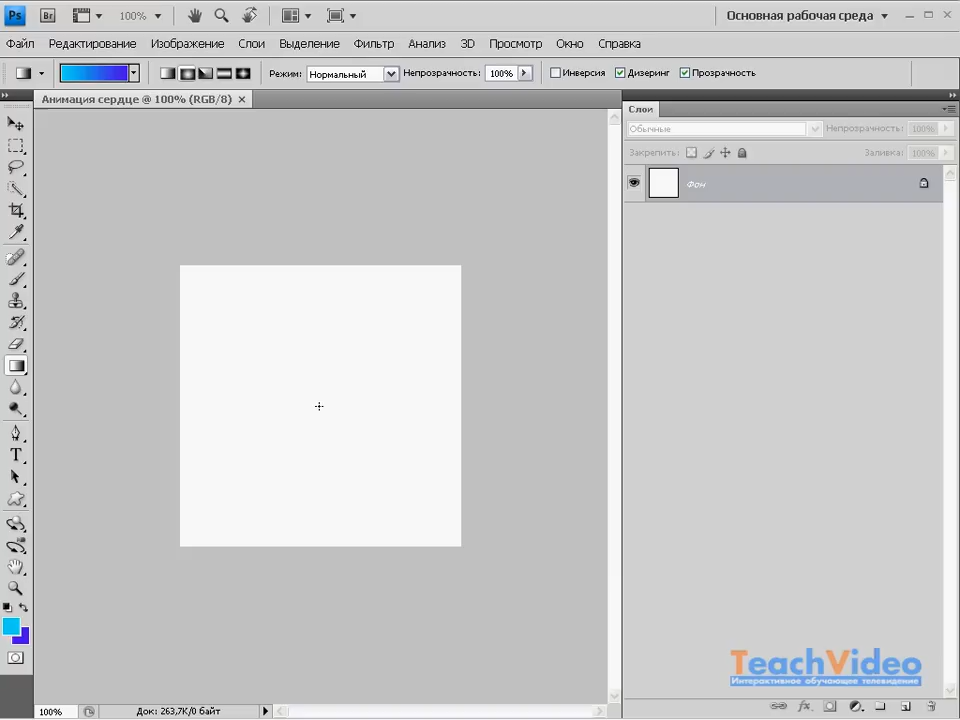 Ps Br 100% Основная рабочая среда
Файл Редактирование Изображение Слои Выделение Фильтр Анализ 3D Просмотр Окно Справка
Режим: Нормальный Непрозрачность: 100% Инверсия Дизеринг Прозрачность
Анимация сердце @ 100% (RGB/8)
Слои
Обычные Непрозрачность: 100%
Закрепить: Заливка: 100%
Фон
T
TeachVideo
Интерактивное обучающее телевидение
100% Док: 263,7K/0 байт
fx